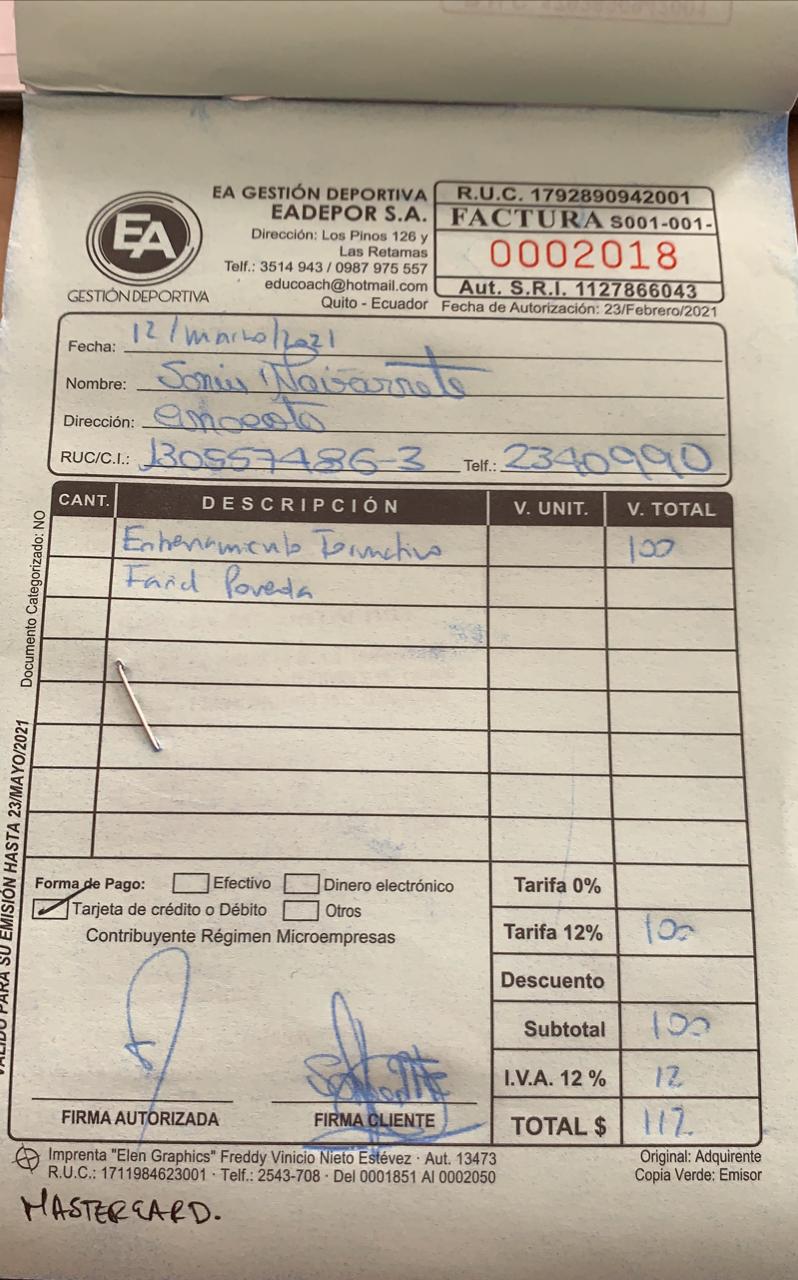 EA
GESTIÓN DEPORTIVA
EA GESTIÓN DEPORTIVA
EADEPOR S.A.
Dirección: Los Pinos 126 y
Las Retamas
Telf.: 3514 943 / 0987 975 557
educoach@hotmail.com
Quito - Ecuador
R.U.C. 1792890942001
FACTURA S001-001-
0002018
Aut. S.R.I. 1127866043
Fecha de Autorización: 23/Febrero/2021
Fecha: 12/marzo/2021
Nombre: Sonia Navarrete
Dirección:
RUC/C.I.: 130557486-3 Telf.: 2340990
CANT. DESCRIPCIÓN V. UNIT. V. TOTAL
Entrenamiento Formativo 100
Farid Poveda
Documento Categorizado: NO
VÁLIDO PARA SU EMISIÓN HASTA 23/MAYO/2021
Forma de Pago: Efectivo Dinero electrónico
Tarjeta de crédito o Débito Otros
Contribuyente Régimen Microempresas
Tarifa 0%
Tarifa 12% 100
Descuento
Subtotal 100
I.V.A. 12 % 12
TOTAL $ 112
FIRMA AUTORIZADA FIRMA CLIENTE
Imprenta "Elen Graphics" Freddy Vinicio Nieto Estévez · Aut. 13473
R.U.C.: 1711984623001 · Telf.: 2543-708 · Del 0001851 Al 0002050
Original: Adquirente
Copia Verde: Emisor
MASTERCARD.